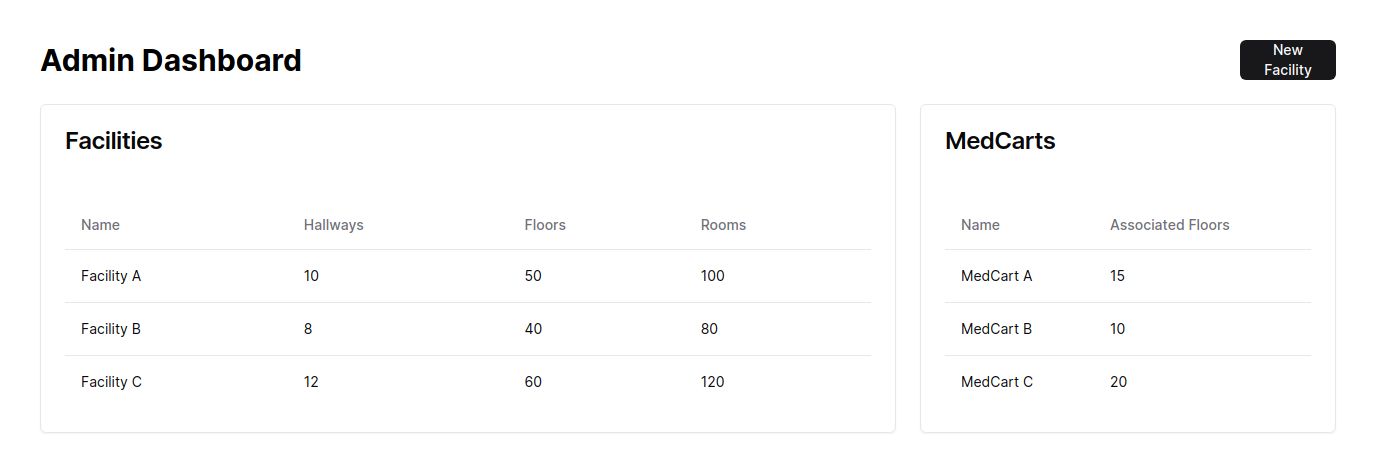 Admin Dashboard
New
Facility
Facilities
Name Hallways Floors Rooms
Facility A 10 50 100
Facility B 8 40 80
Facility C 12 60 120
MedCarts
Name Associated Floors
MedCart A 15
MedCart B 10
MedCart C 20